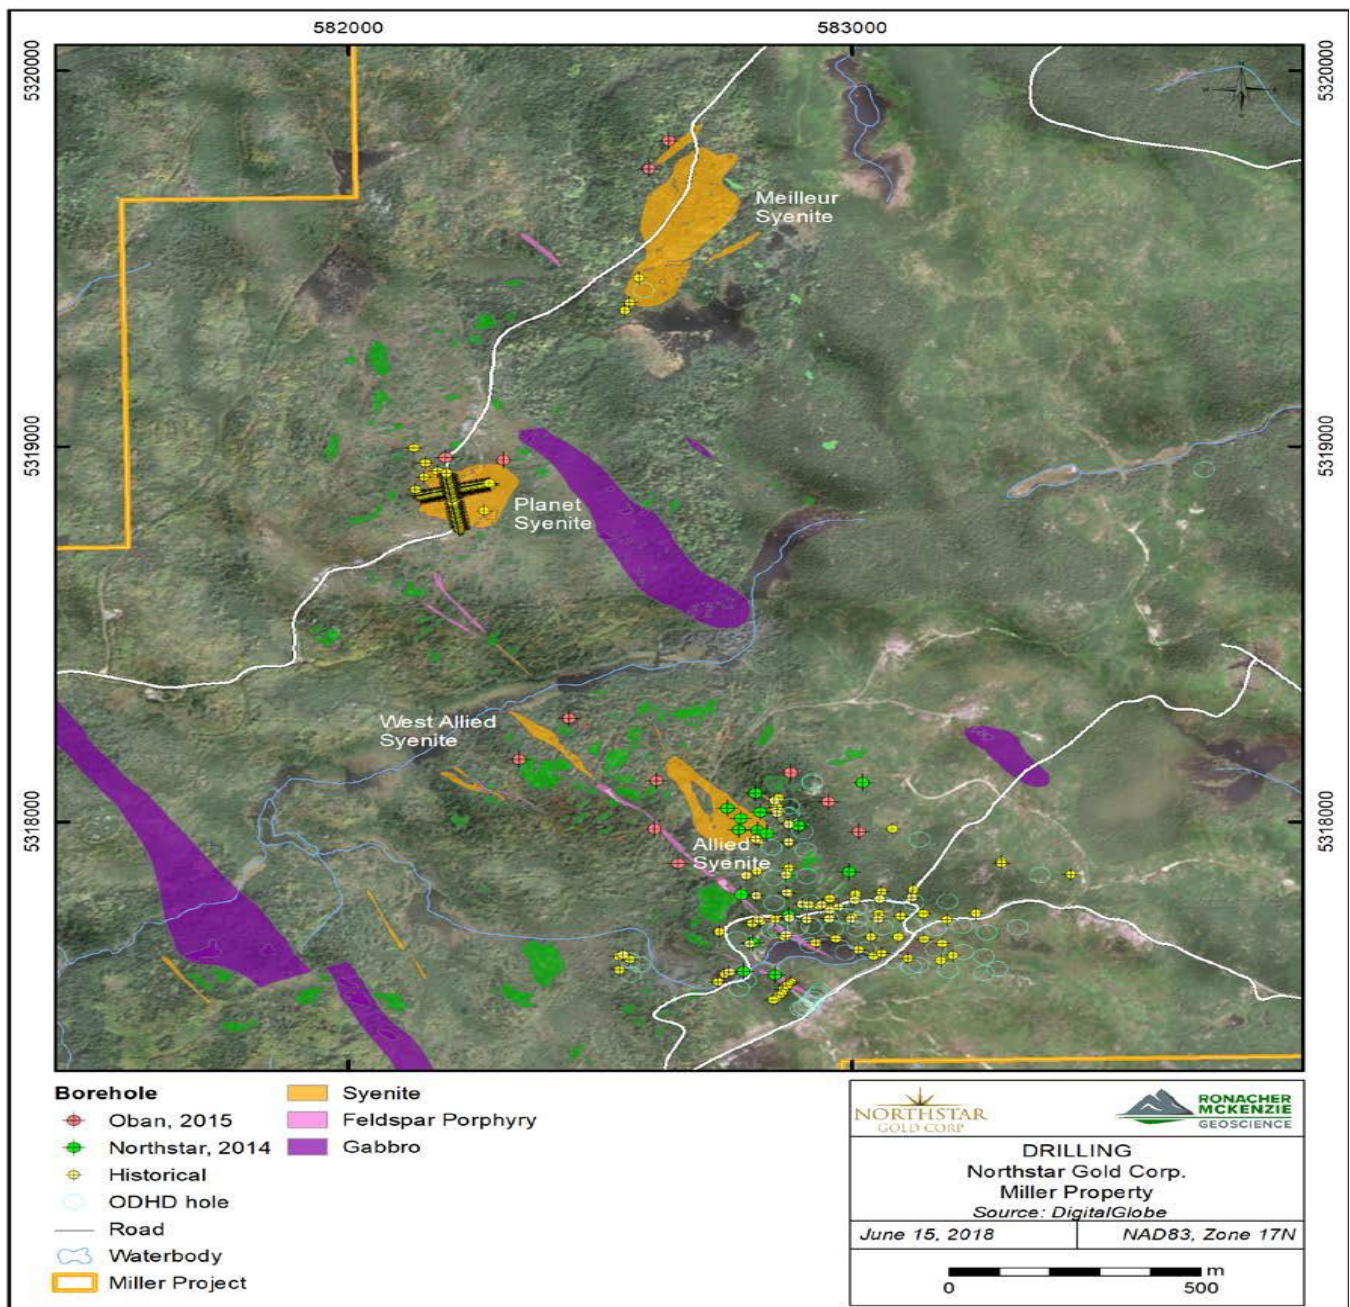 582000 583000
5320000 5320000
Meilleur
Syenite
5319000 5319000
Planet
Syenite
West Allied
Syenite
5318000 5318000
Allied
Syenite
Borehole
Oban, 2015
Northstar, 2014
Historical
ODHD hole
Road
Waterbody
Miller Project
Syenite
Feldspar Porphyry
Gabbro
NORTHSTAR
GOLD CORP
RONACHER
MCKENZIE
GEOSCIENCE
DRILLING
Northstar Gold Corp.
Miller Property
Source: DigitalGlobe
June 15, 2018 NAD83, Zone 17N
m
0 500